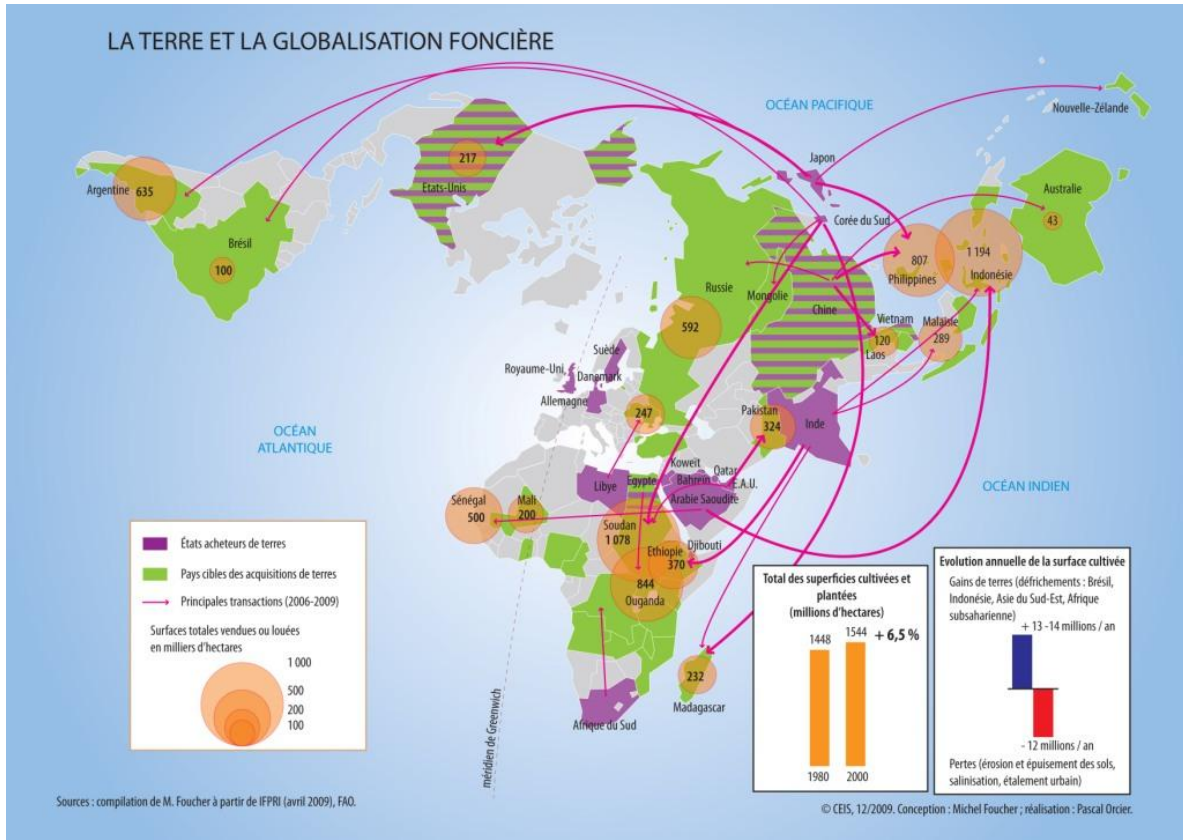 LA TERRE ET LA GLOBALISATION FONCIÈRE
OCÉAN PACIFIQUE
Nouvelle-Zélande
Japon
Corée du Sud
Australie
43
Argentine
635
Brésil
100
217
Etats-Unis
Russie
592
Mongolie
Chine
807
Philippines
1 194
Indonésie
Vietnam
120
Laos
Malaisie
289
Suède
Royaume-Uni
Danemark
Allemagne
247
Pakistan
324
Inde
OCÉAN
ATLANTIQUE
OCÉAN INDIEN
Koweït
Bahrein
Qatar
E.A.U.
Arabie Saoudite
Libye
Egypte
Sénégal
500
Mali
200
Soudan
1 078
Ethiopie
370
Djibouti
844
Ouganda
232
Madagascar
Afrique du Sud
méridien de Greenwich
États acheteurs de terres
Pays cibles des acquisitions de terres
Principales transactions (2006-2009)
Surfaces totales vendues ou louées
en milliers d'hectares
1 000
500
200
100
Total des superficies cultivées et
plantées
(millions d'hectares)
1448
1544
+ 6,5 %
1980
2000
Evolution annuelle de la surface cultivée
Gains de terres (défrichements : Brésil,
Indonésie, Asie du Sud-Est, Afrique
subsaharienne)
+ 13 -14 millions / an
- 12 millions / an
Pertes (érosion et épuisement des sols,
salinisation, étalement urbain)
Sources : compilation de M. Foucher à partir de IFPRI (avril 2009), FAO.
© CEIS, 12/2009. Conception : Michel Foucher ; réalisation : Pascal Orcier.